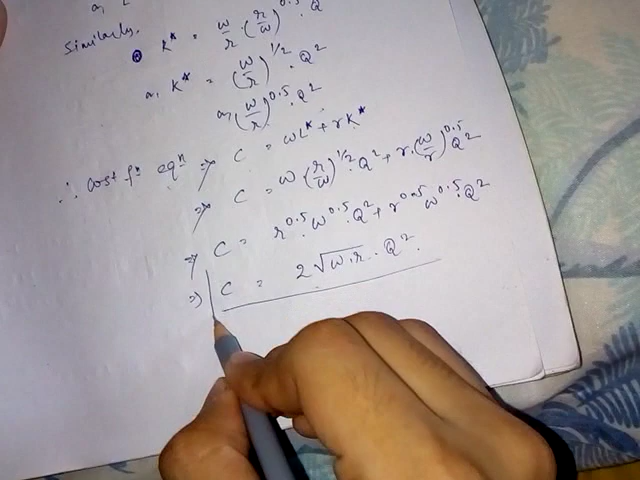 a, L
Similarly,
K* = w/r · (r/w)^0.5 · Q
a, K* = (w/r)^1/2 · Q^2
a, (w/r)^0.5 · Q^2
∴ cost fⁿ eqⁿ ⇒ C = wL* + rK*
⇒ C = w · (r/w)^1/2 · Q^2 + r · (w/r)^0.5 Q^2
⇒ C = r^0.5 · w^0.5 · Q^2 + r^0.5 w^0.5 · Q^2
⇒ C = 2√w.r . Q^2 .